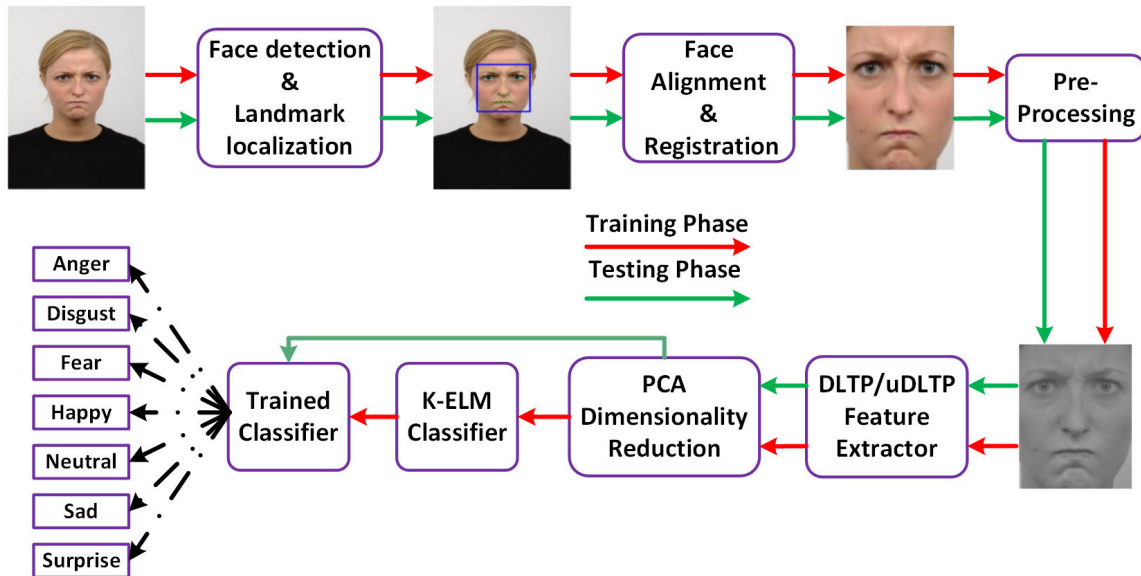 Face detection
&
Landmark
localization
Face
Alignment
&
Registration
Pre-
Processing
Training Phase
Testing Phase
Anger
Disgust
Fear
Happy
Neutral
Sad
Surprise
Trained
Classifier
K-ELM
Classifier
PCA
Dimensionality
Reduction
DLTP/uDLTP
Feature
Extractor